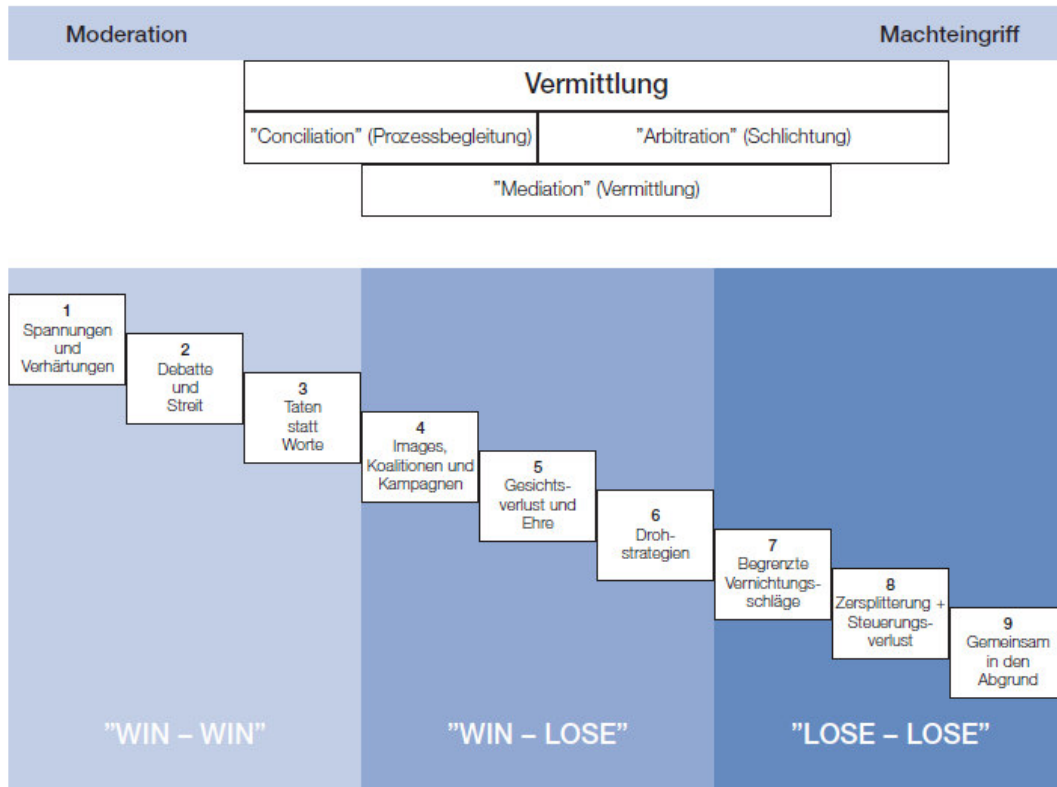 Moderation
Machteingriff
Vermittlung
”Conciliation” (Prozessbegleitung)
”Arbitration” (Schlichtung)
”Mediation” (Vermittlung)
1
Spannungen
und
Verhärtungen
2
Debatte
und
Streit
3
Taten
statt
Worte
4
Images,
Koalitionen und
Kampagnen
5
Gesichts-
verlust und
Ehre
6
Droh-
strategien
7
Begrenzte
Vernichtungs-
schläge
8
Zersplitterung +
Steuerungs-
verlust
9
Gemeinsam
in den
Abgrund
”WIN – WIN”
”WIN – LOSE”
”LOSE – LOSE”